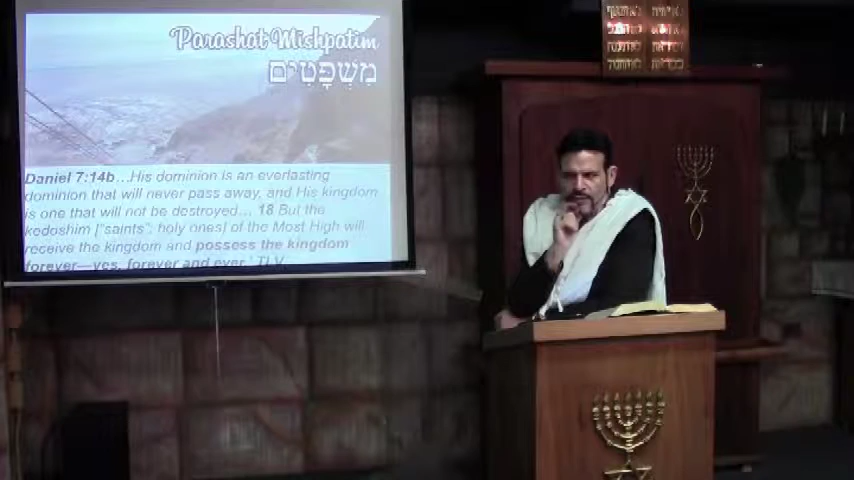 Parashat Mishpatim
מִשְׁפָּטִים
Daniel 7:14b…His dominion is an everlasting
dominion that will never pass away, and His kingdom
is one that will not be destroyed…18 But the
kedoshim ["saints": holy ones] of the Most High will
receive the kingdom and possess the kingdom
forever—yes, forever and ever.' TLV